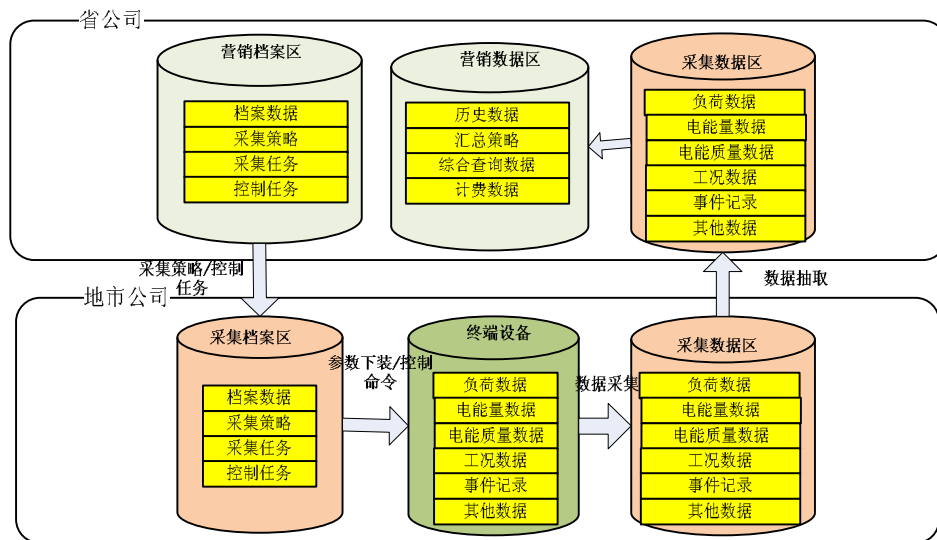 省公司
营销档案区
档案数据
采集策略
采集任务
控制任务
营销数据区
历史数据
汇总策略
综合查询数据
计费数据
采集数据区
负荷数据
电能量数据
电能质量数据
工况数据
事件记录
其他数据
采集策略/控制
任务
数据抽取
地市公司
采集档案区
档案数据
采集策略
采集任务
控制任务
参数下装/控制
命令
终端设备
负荷数据
电能量数据
电能质量数据
工况数据
事件记录
其他数据
数据采集
采集数据区
负荷数据
电能量数据
电能质量数据
工况数据
事件记录
其他数据